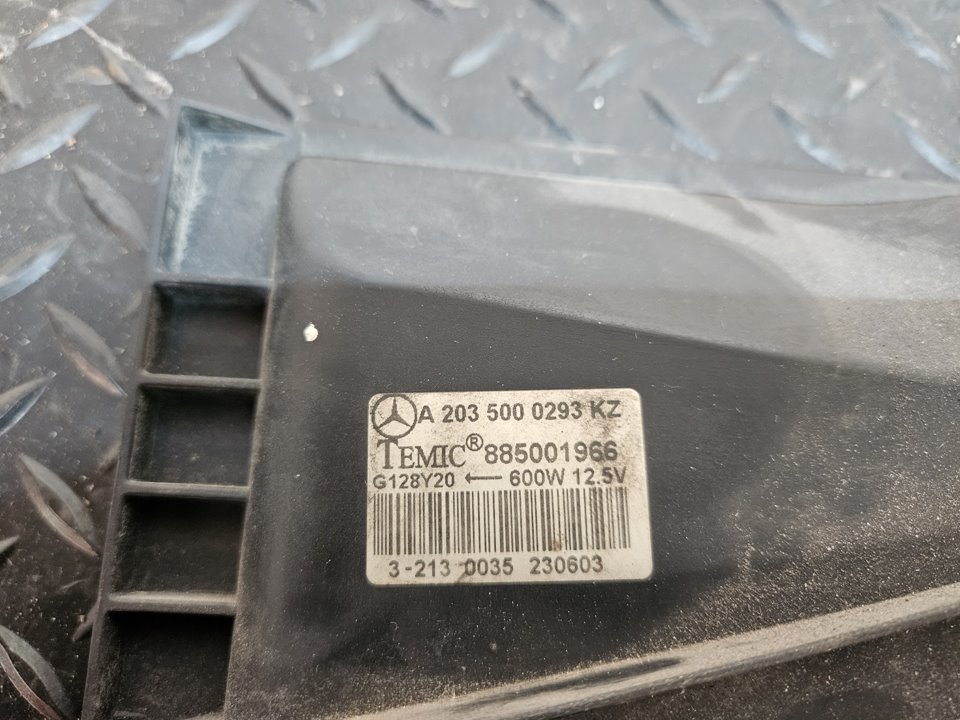 A 203 500 0293 KZ
TEMIC® 885001966
G128Y20 ← 600W 12.5V
3-213 0035 230603